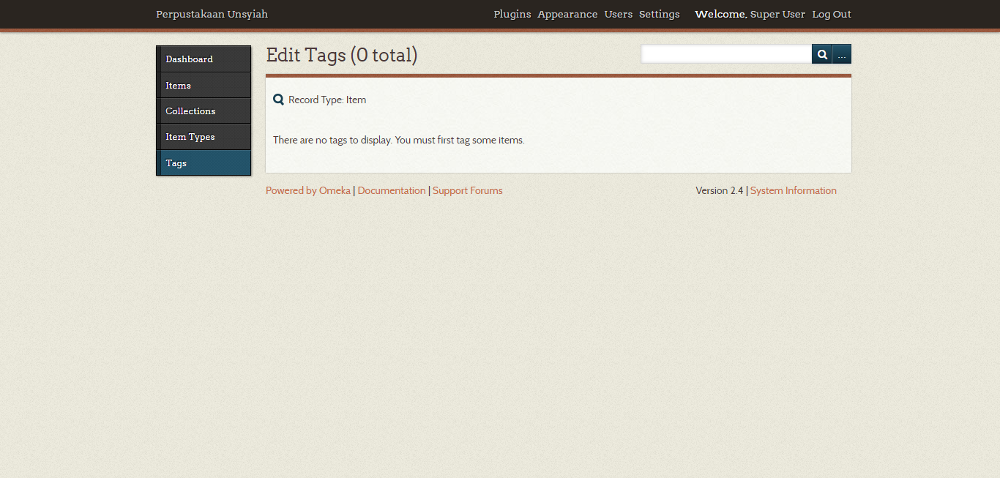 Perpustakaan Unsyiah Plugins Appearance Users Settings Welcome, Super User Log Out
Dashboard
Items
Collections
Item Types
Tags
Edit Tags (0 total)
...
Record Type: Item
There are no tags to display. You must first tag some items.
Powered by Omeka | Documentation | Support Forums Version 2.4 | System Information